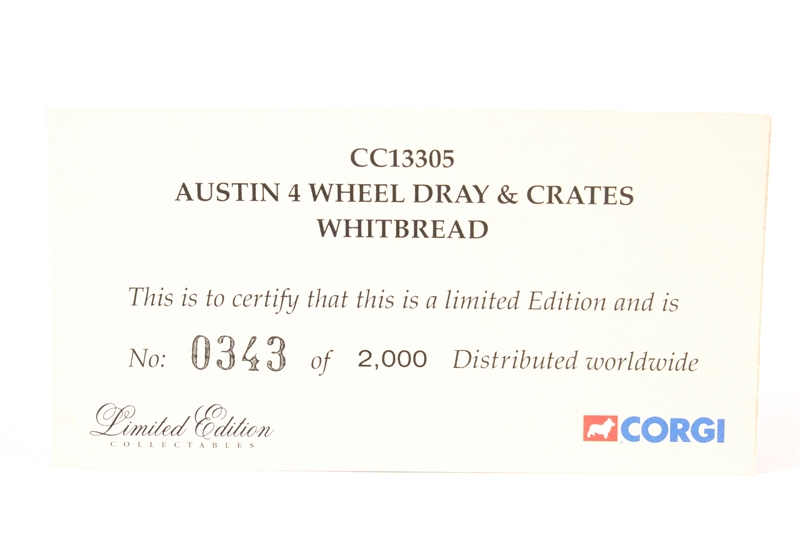 CC13305
AUSTIN 4 WHEEL DRAY & CRATES
WHITBREAD
This is to certify that this is a limited Edition and is
No: 0343 of 2,000 Distributed worldwide
Limited Edition
COLLECTABLES
CORGI